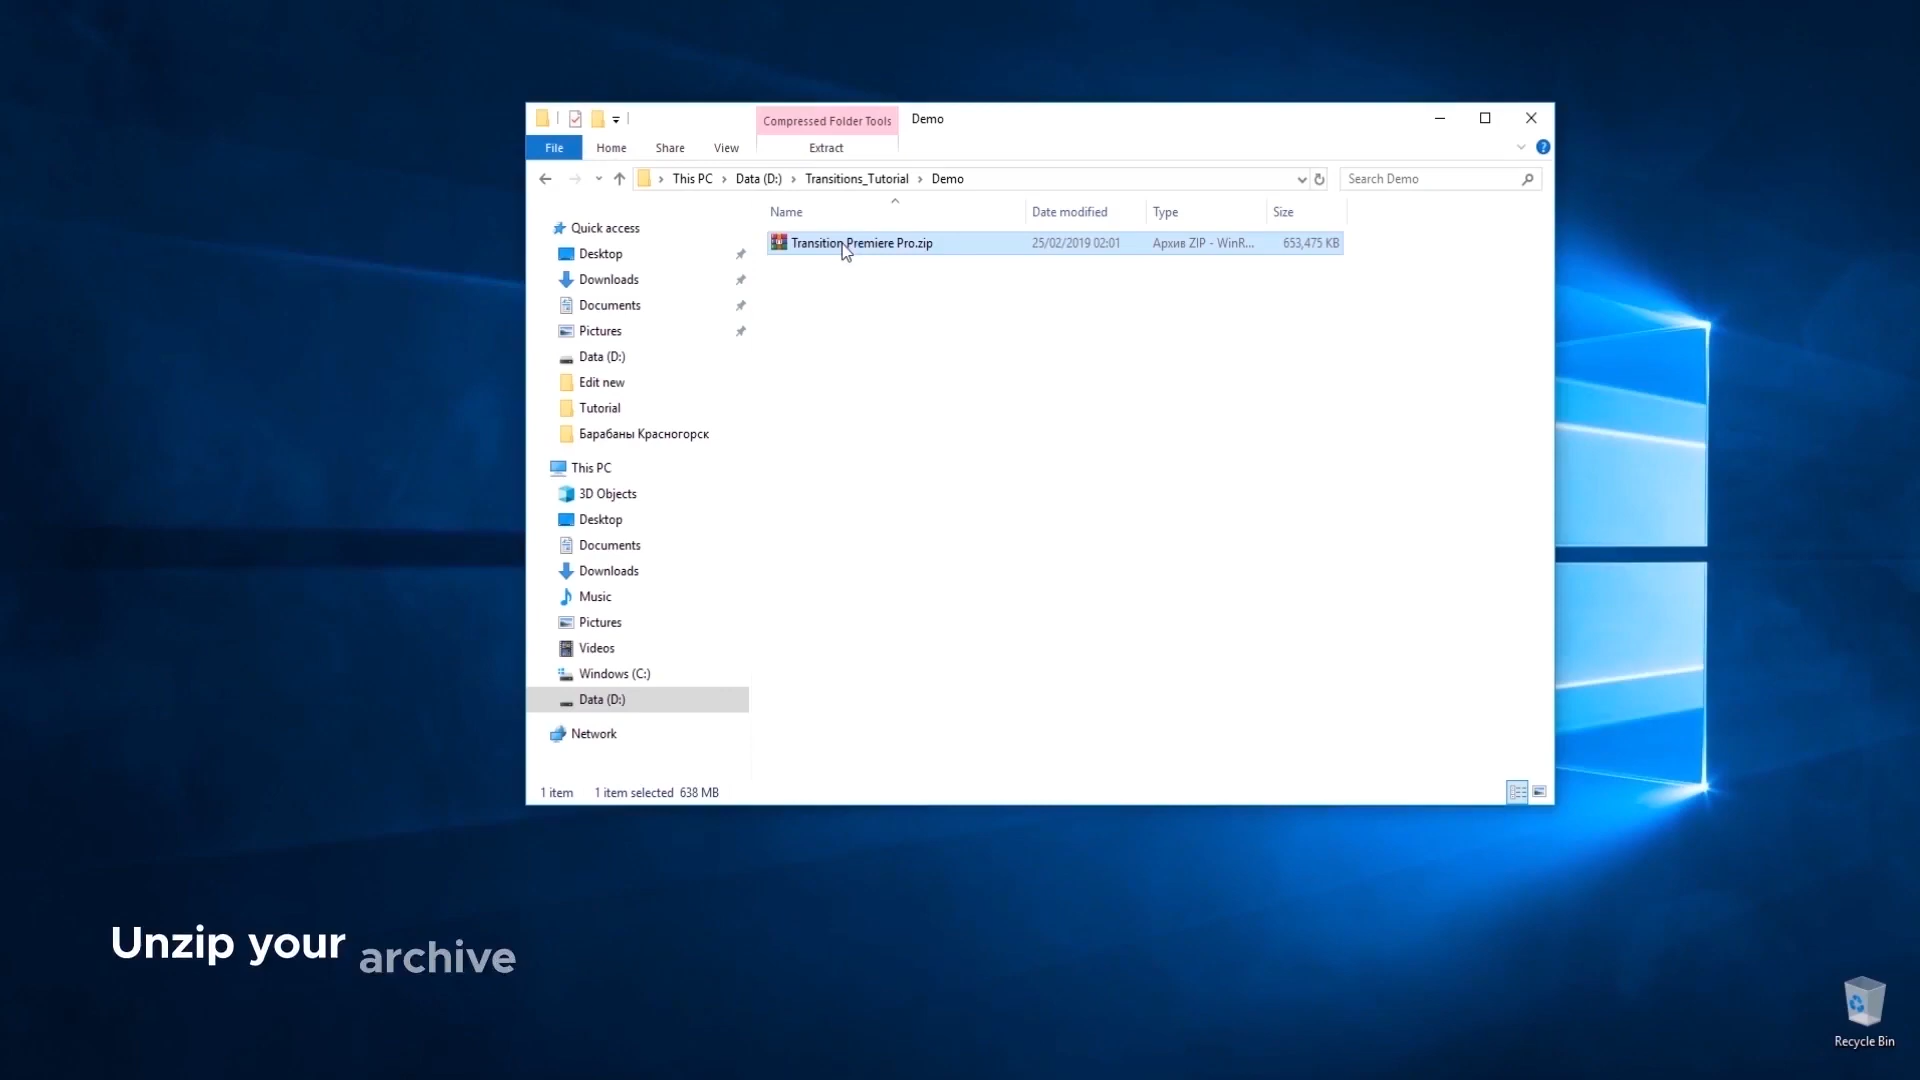 Compressed Folder Tools
Demo
File
Home
Share
View
Extract
This PC
Data (D:)
Transitions_Tutorial
Demo
Search Demo
Name
Date modified
Type
Size
Transition Premiere Pro.zip
25/02/2019 02:01
Архив ZIP - WinR...
653,475 KB
Quick access
Desktop
Downloads
Documents
Pictures
Data (D:)
Edit new
Tutorial
Барабаны Красногорск
This PC
3D Objects
Desktop
Documents
Downloads
Music
Pictures
Videos
Windows (C:)
Data (D:)
Network
1 item
1 item selected 638 MB
Unzip your archive
Recycle Bin